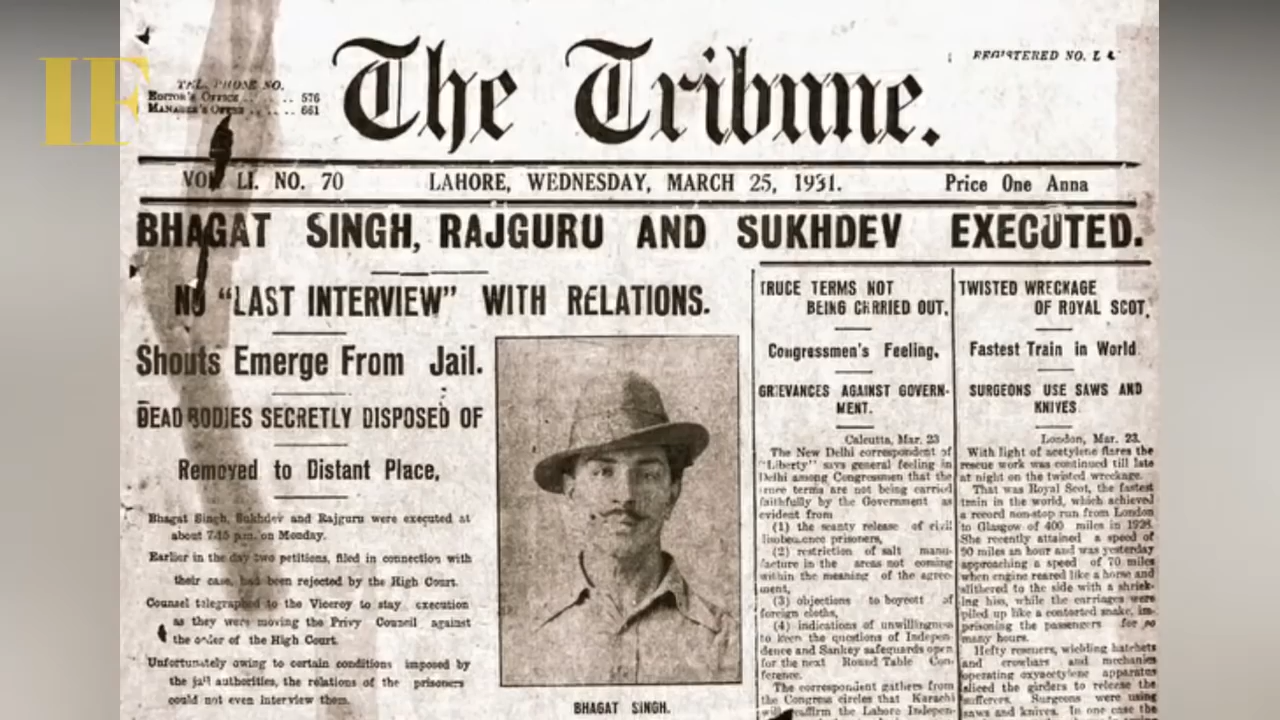 IF
TEL. PHONE NO.
EDITOR'S OFFICE .. .. 576
MANAGER'S OFFICE .. .. 661
The Tribune.
REGISTERED NO. L
VOL. LI. NO. 70
LAHORE, WEDNESDAY, MARCH 25, 1931.
Price One Anna
BHAGAT SINGH, RAJGURU AND SUKHDEV EXECUTED.
NO "LAST INTERVIEW" WITH RELATIONS.
Shouts Emerge From Jail.
DEAD BODIES SECRETLY DISPOSED OF
Removed to Distant Place.
Bhagat Singh, Sukhdev and Rajguru were executed at
about 7.15 p.m. on Monday.
Earlier in the day two petitions, filed in connection with
their case, had been rejected by the High Court.
Counsel telegraphed to the Viceroy to stay execution
as they were moving the Privy Council against
the order of the High Court.
Unfortunately owing to certain conditions imposed by
the jail authorities, the relations of the prisoners
could not even interview them.
BHAGAT SINGH.
TRUCE TERMS NOT
BEING CARRIED OUT.
Congressmen's Feeling.
GRIEVANCES AGAINST GOVERN-
MENT.
Calcutta, Mar. 23
The New Delhi correspondent of
"Liberty" says general feeling in
Delhi among Congressmen that the
truce terms are not being carried
faithfully by the Government as
evident from
(1) the scanty release of civil
disobedience prisoners,
(2) restriction of salt manu-
facture in the areas not coming
within the meaning of the agree-
ment,
(3) objections to boycott of
foreign cloths,
(4) indications of unwillingness
to keep the questions of Indepen-
dence and Sankey safeguards open
for the next Round Table Con-
ference.
The correspondent gathers from
the Congress circles that Karachi
will reaffirm the Lahore Indepen-
TWISTED WRECKAGE
OF ROYAL SCOT.
Fastest Train in World.
SURGEONS USE SAWS AND
KNIVES.
London, Mar. 23.
With light of acetylene flares the
rescue work was continued till late
at night on the twisted wreckage.
That was Royal Scot, the fastest
train in the world, which achieved
a record non-stop run from London
to Glasgow of 400 miles in 1928.
She recently attained a speed of
90 miles an hour and was yesterday
approaching a speed of 70 miles
when engine reared like a horse and
slithered to the side with a shriek-
ing hiss, while the carriages were
piled up like a contorted snake, im-
prisoning the passengers for so
many hours.
Hefty rescuers, wielding hatchets
and crowbars and mechanics
operating oxyacetylene apparatus
sliced the girders to release the
sufferers. Surgeons were using
saws and knives. In one case the